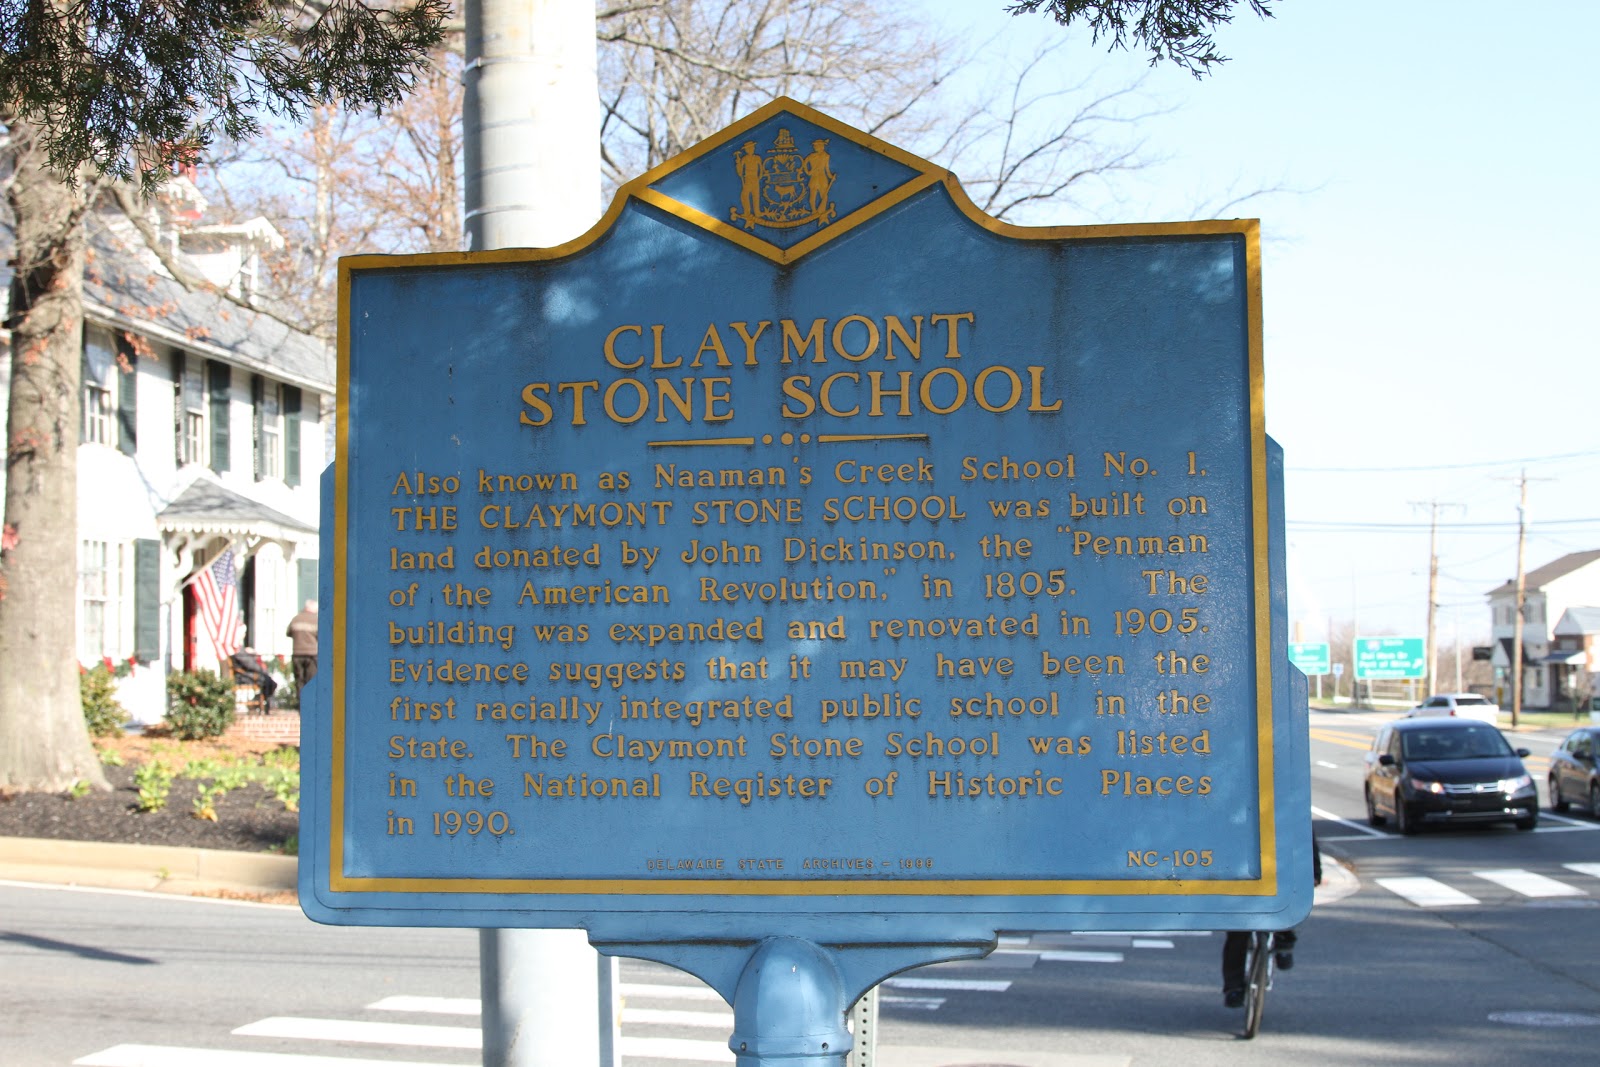 CLAYMONT
STONE SCHOOL
Also known as Naaman's Creek School No. 1,
THE CLAYMONT STONE SCHOOL was built on
land donated by John Dickinson, the "Penman
of the American Revolution," in 1805. The
building was expanded and renovated in 1905.
Evidence suggests that it may have been the
first racially integrated public school in the
State. The Claymont Stone School was listed
in the National Register of Historic Places
in 1990.
DELAWARE STATE ARCHIVES - 1999
NC-105